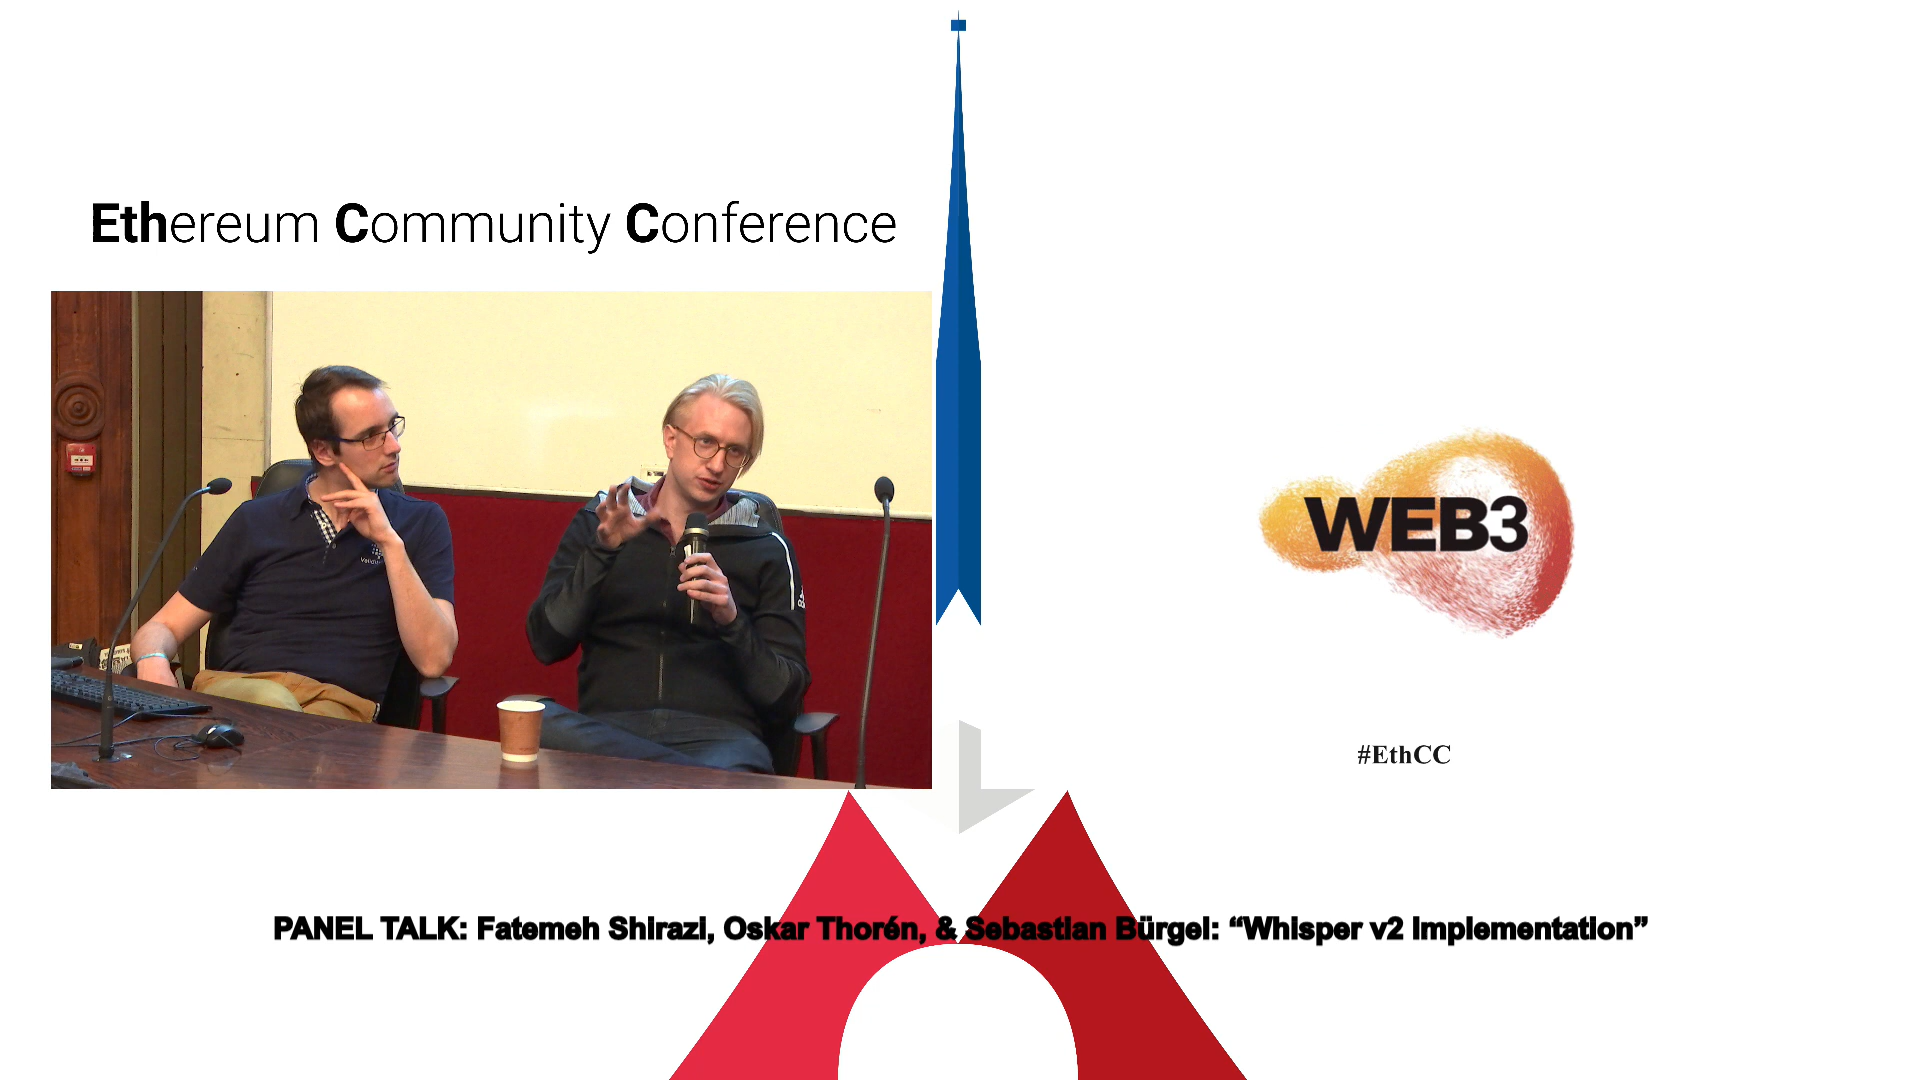 Ethereum Community Conference
WEB3
#EthCC
PANEL TALK: Fatemeh Shirazi, Oskar Thorén, & Sebastian Bürgel: “Whisper v2 Implementation”